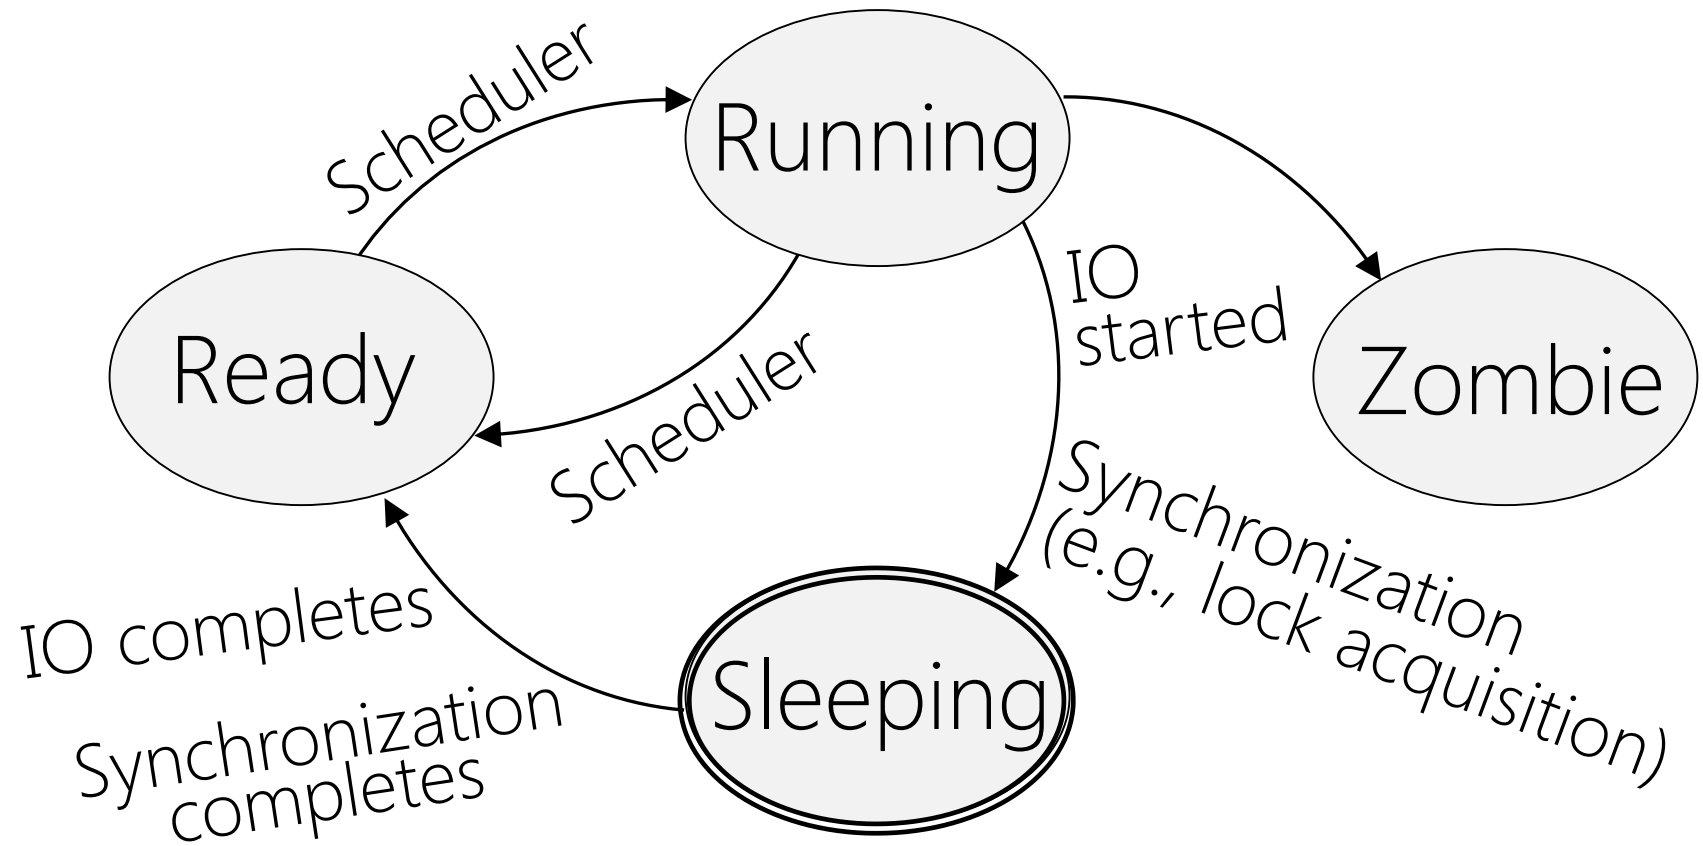 Scheduler
Running
IO
started
Ready
Zombie
Scheduler
Synchronization
(e.g., lock acquisition)
IO completes
Sleeping
Synchronization
completes